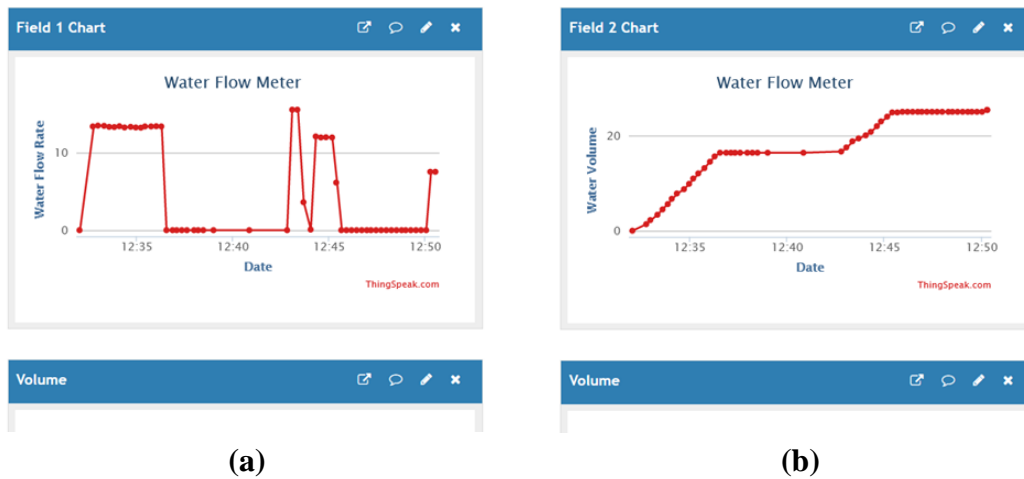 Field 1 Chart
Water Flow Meter
Water Flow Rate
10
0
12:35 12:40 12:45 12:50
Date
ThingSpeak.com
Volume
(a)
Field 2 Chart
Water Flow Meter
Water Volume
20
0
12:35 12:40 12:45 12:50
Date
ThingSpeak.com
Volume
(b)